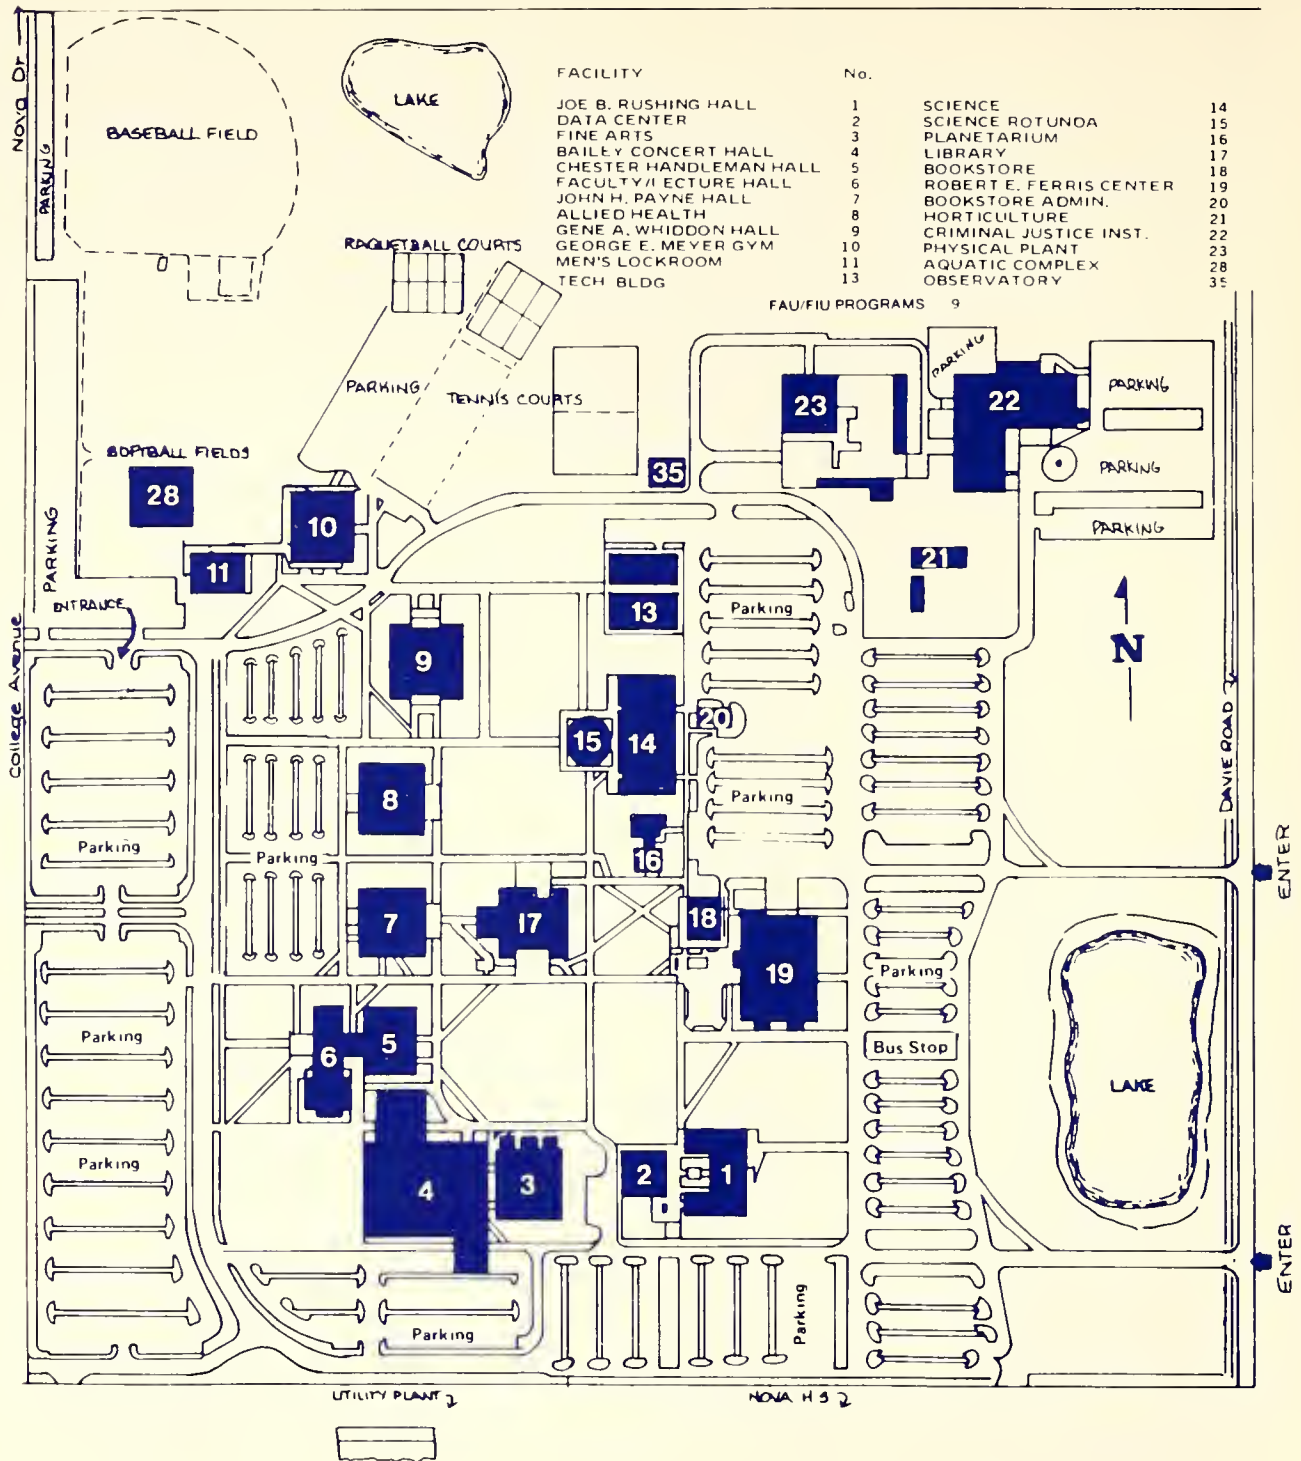 Nova Dr
PARKING
BASEBALL FIELD
LAKE
FACILITY No.
JOE B. RUSHING HALL 1 SCIENCE 14
DATA CENTER 2 SCIENCE ROTUNDA 15
FINE ARTS 3 PLANETARIUM 16
BAILEY CONCERT HALL 4 LIBRARY 17
CHESTER HANDLEMAN HALL 5 BOOKSTORE 18
FACULTY/LECTURE HALL 6 ROBERT E. FERRIS CENTER 19
JOHN H. PAYNE HALL 7 BOOKSTORE ADMIN. 20
ALLIED HEALTH 8 HORTICULTURE 21
GENE A. WHIDDON HALL 9 CRIMINAL JUSTICE INST. 22
GEORGE E. MEYER GYM 10 PHYSICAL PLANT 23
MEN'S LOCKROOM 11 AQUATIC COMPLEX 28
TECH BLDG 13 OBSERVATORY 35
FAU/FIU PROGRAMS 9
RAQUETBALL COURTS
PARKING
TENNIS COURTS
PARKING
PARKING
23
22
SOFTBALL FIELDS
35
PARKING
28
10
PARKING
PARKING
11
21
ENTRANCE
13
Parking
N
College Avenue
9
DAVIE ROAD
20
15
14
8
Parking
Parking
Parking
16
ENTER
7
17
18
19
Parking
Parking
5
6
Bus Stop
LAKE
Parking
4
3
2
1
ENTER
Parking
Parking
UTILITY PLANT
NOVA H S